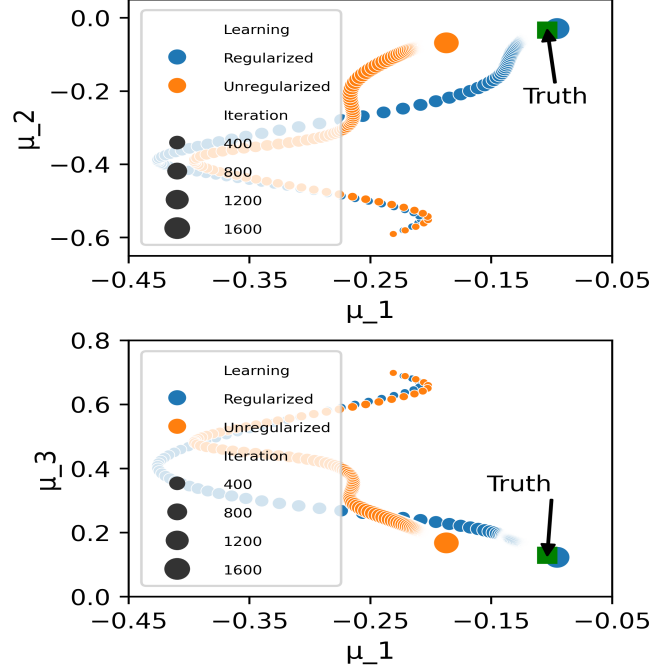 0.0
−0.2
−0.4
−0.6
μ_2
Learning
Regularized
Unregularized
Iteration
400
800
1200
1600
Truth
−0.45
−0.35
−0.25
−0.15
−0.05
μ_1
0.8
0.6
0.4
0.2
0.0
μ_3
Learning
Regularized
Unregularized
Iteration
400
800
1200
1600
Truth
−0.45
−0.35
−0.25
−0.15
−0.05
μ_1